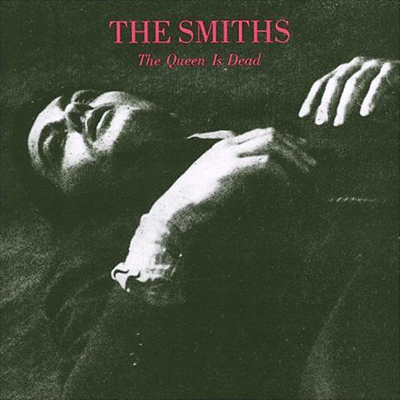 THE SMITHS
The Queen Is Dead